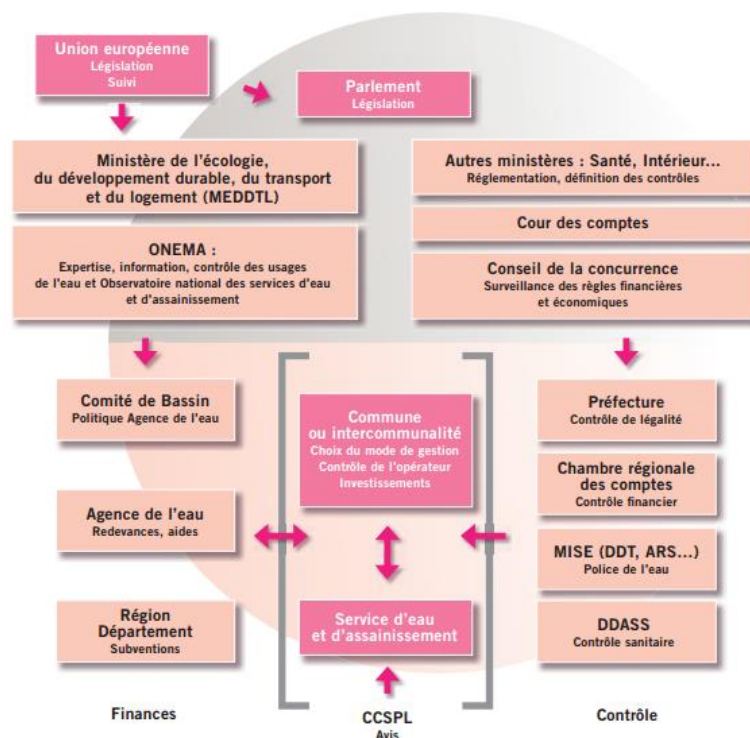 Union européenne
Législation
Suivi
Parlement
Législation
Ministère de l'écologie,
du développement durable, du transport
et du logement (MEDDTL)
Autres ministères : Santé, Intérieur...
Réglementation, définition des contrôles
Cour des comptes
ONEMA :
Expertise, information, contrôle des usages
de l'eau et Observatoire national des services d'eau
et d'assainissement
Conseil de la concurrence
Surveillance des règles financières
et économiques
Comité de Bassin
Politique Agence de l'eau
Agence de l'eau
Redevances, aides
Région
Département
Subventions
Finances
Commune
ou intercommunalité
Choix du mode de gestion
Contrôle de l'opérateur
Investissements
Service d'eau
et d'assainissement
CCSPL
Avis
Préfecture
Contrôle de légalité
Chambre régionale
des comptes
Contrôle financier
MISE (DDT, ARS...)
Police de l'eau
DDASS
Contrôle sanitaire
Contrôle